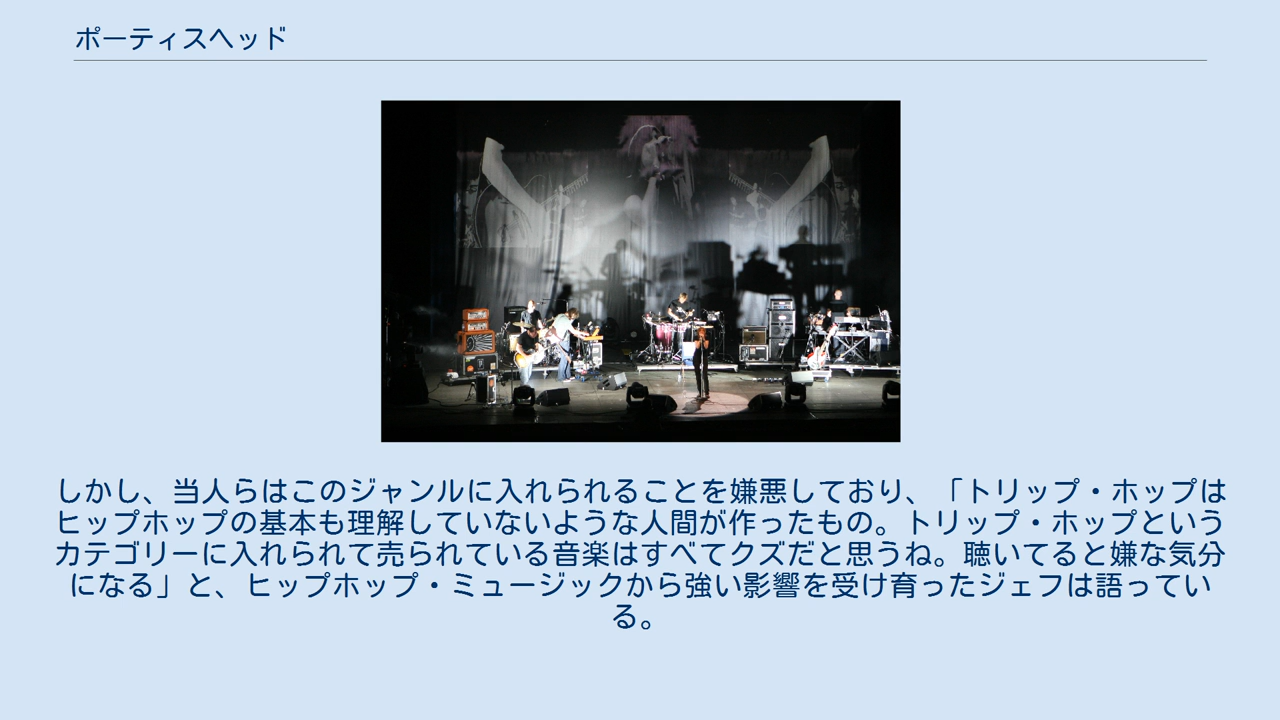 ポーティスヘッド
しかし、当人らはこのジャンルに入れられることを嫌悪しており、「トリップ・ホップは
ヒップホップの基本も理解していないような人間が作ったもの。トリップ・ホップという
カテゴリーに入れられて売られている音楽はすべてクズだと思うね。聴いてると嫌な気分
になる」と、ヒップホップ・ミュージックから強い影響を受け育ったジェフは語ってい
る。